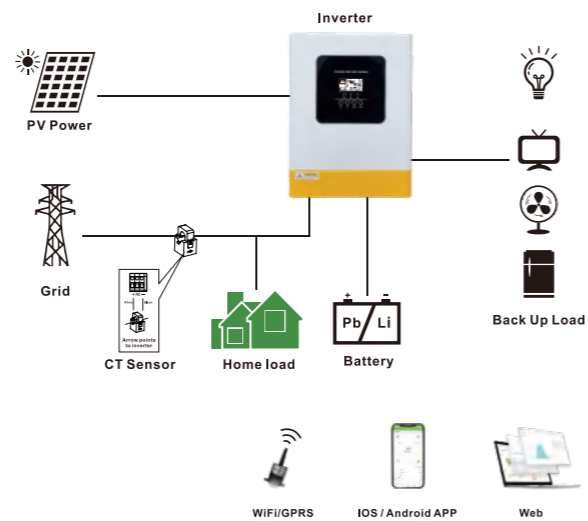 Inverter
PV Power
Grid
Arrow points
to inverter
CT Sensor
Home load
+ -
Pb/Li
Battery
Back Up Load
WiFi/GPRS
IOS / Android APP
Web